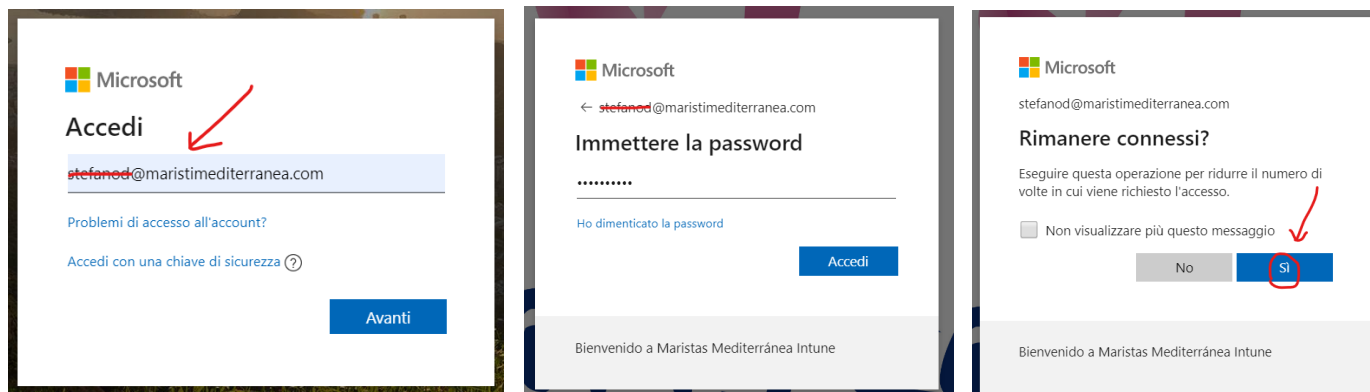 Microsoft
Accedi
stefanod@maristimediterranea.com
Problemi di accesso all'account?
Accedi con una chiave di sicurezza ?
Avanti
Microsoft
← stefanod@maristimediterranea.com
Immettere la password
••••••••••
Ho dimenticato la password
Accedi
Bienvenido a Maristas Mediterránea Intune
Microsoft
stefanod@maristimediterranea.com
Rimanere connessi?
Eseguire questa operazione per ridurre il numero di
volte in cui viene richiesto l'accesso.
Non visualizzare più questo messaggio
No
Sì
Bienvenido a Maristas Mediterránea Intune